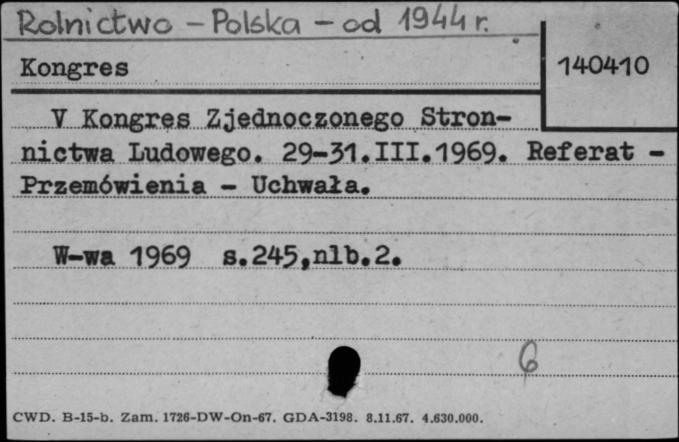 Rolnictwo – Polska – od 1944 r.
Kongres
140410
V Kongres Zjednoczonego Stron-
nictwa Ludowego. 29-31.III.1969. Referat -
Przemówienia - Uchwała.
W-wa 1969 s.245,nlb.2.
6
CWD. B-15-b. Zam. 1726-DW-On-67. GDA-3198. 8.11.67. 4.630.000.